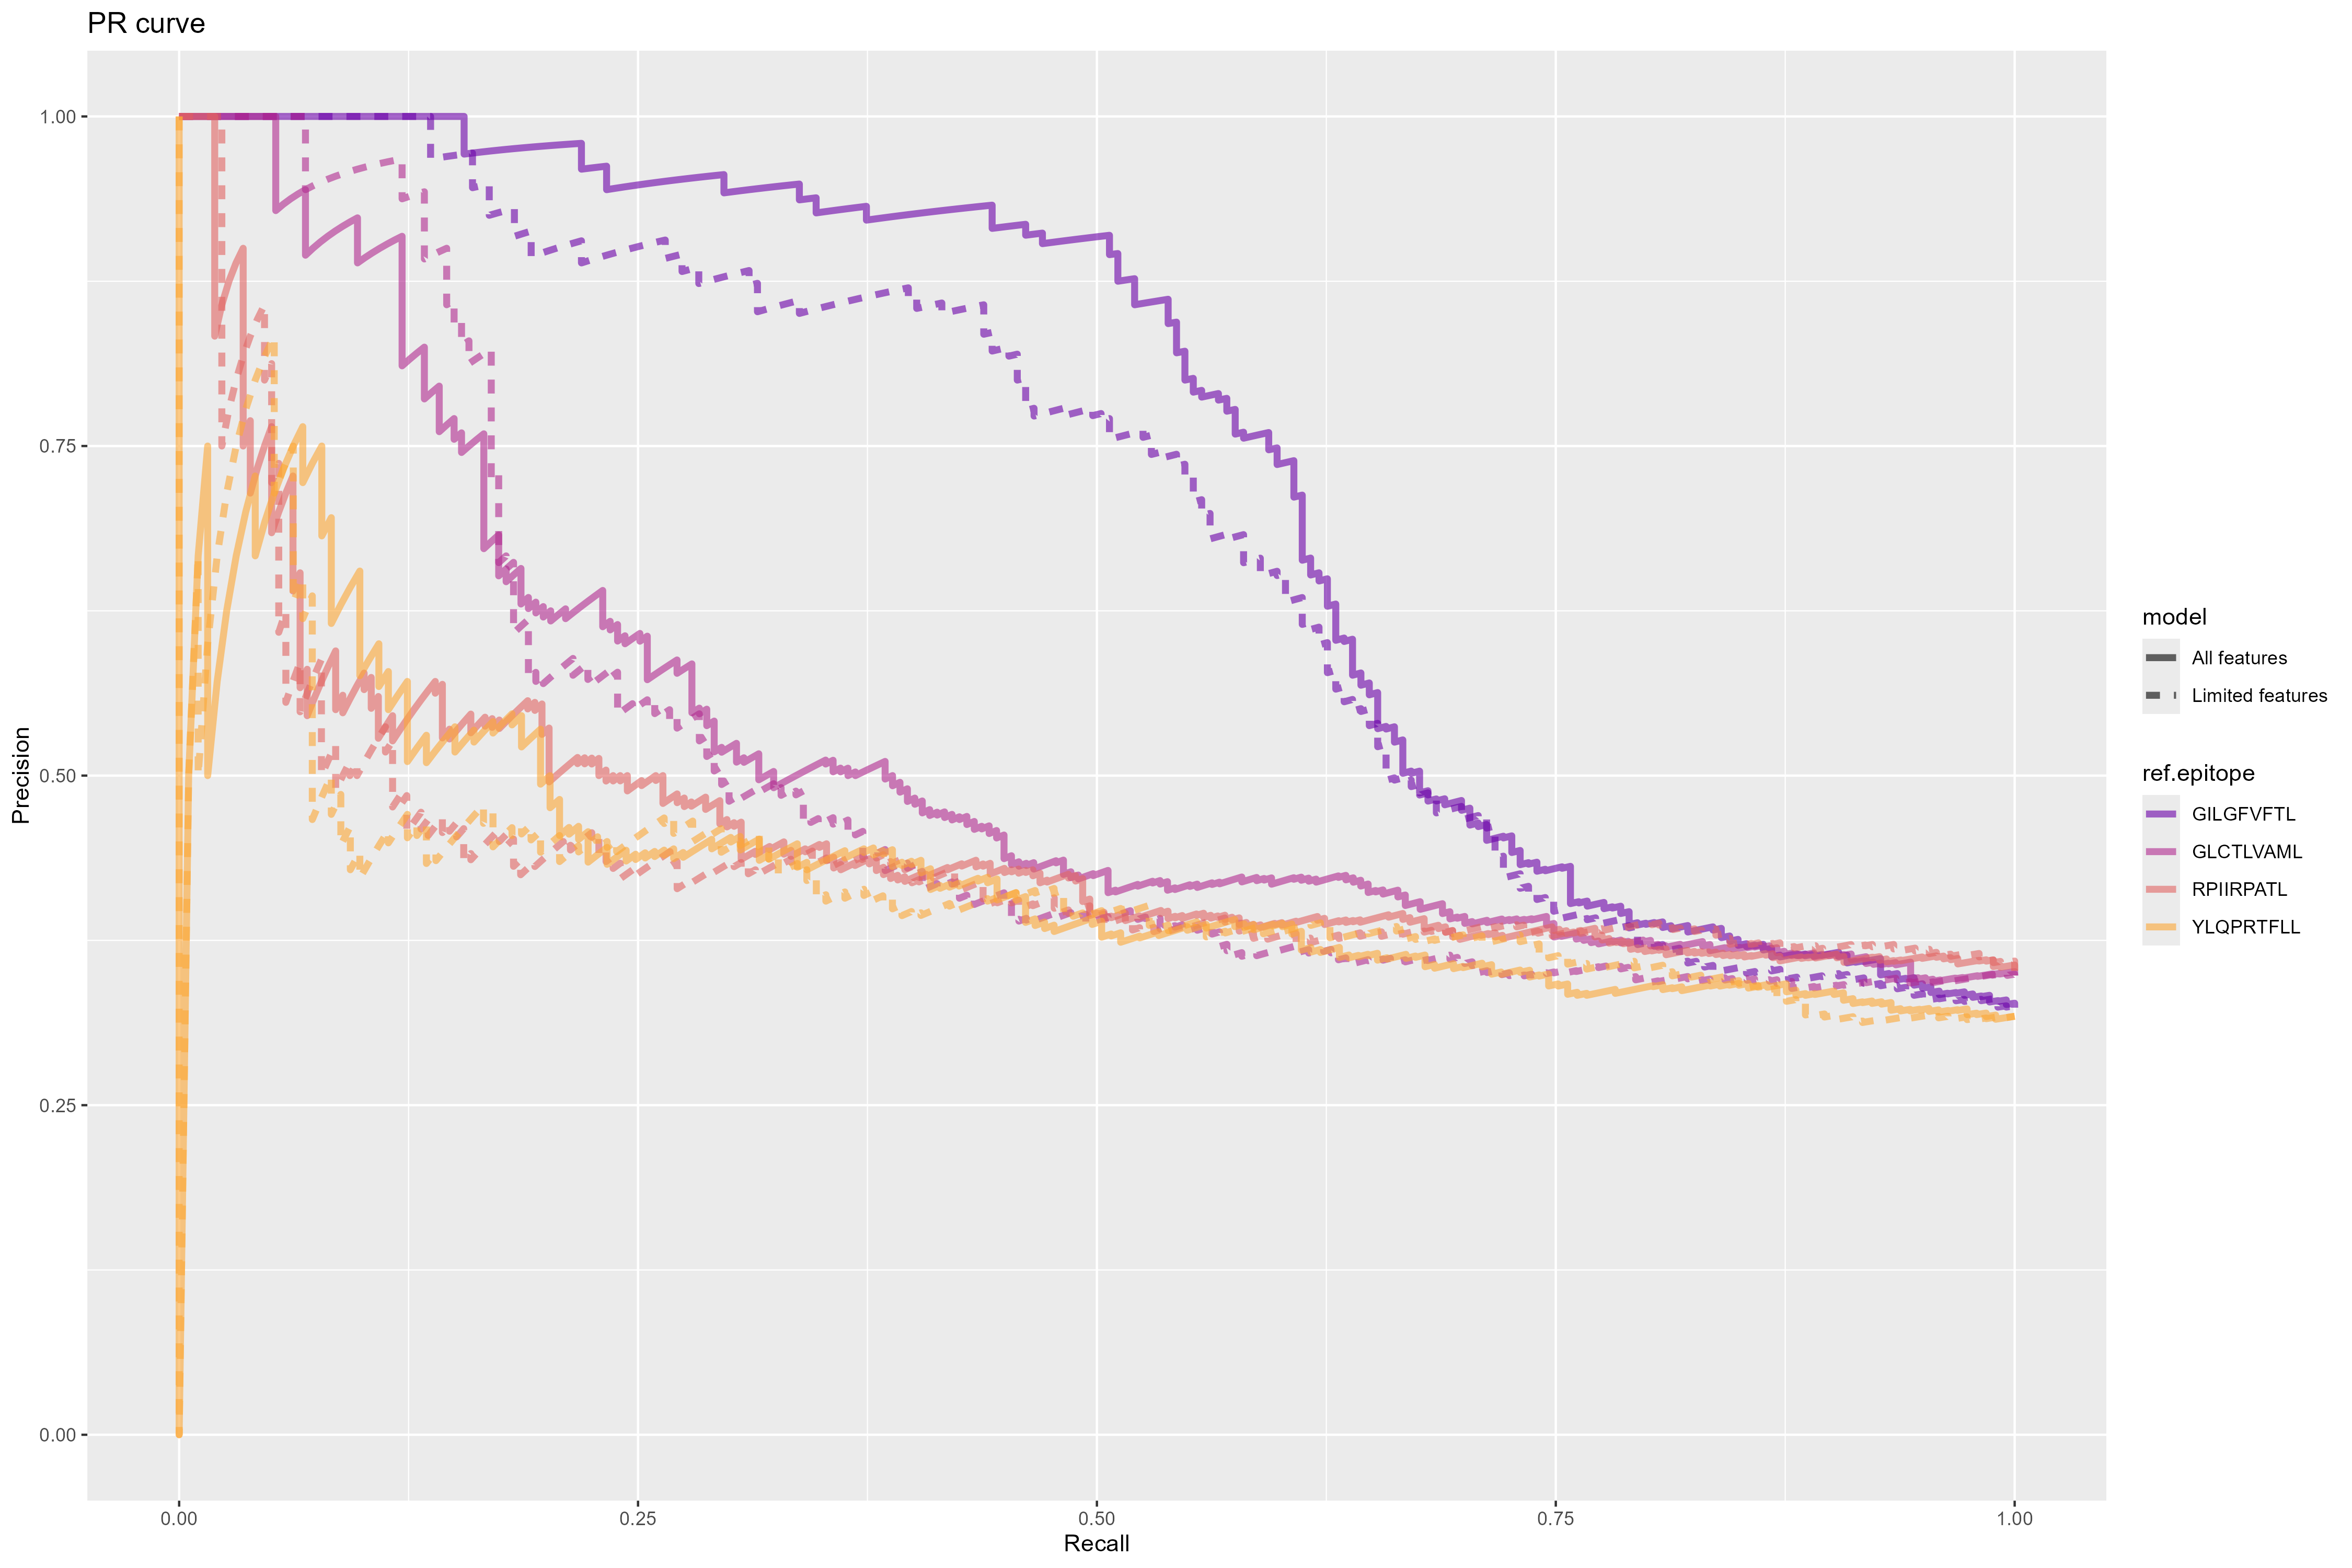 PR curve
1.00
0.75
0.50
0.25
0.00
Precision
0.00
0.25
0.50
0.75
1.00
Recall
model
All features
Limited features
ref.epitope
GILGFVFTL
GLCTLVAML
RPIIRPATL
YLQPRTFLL